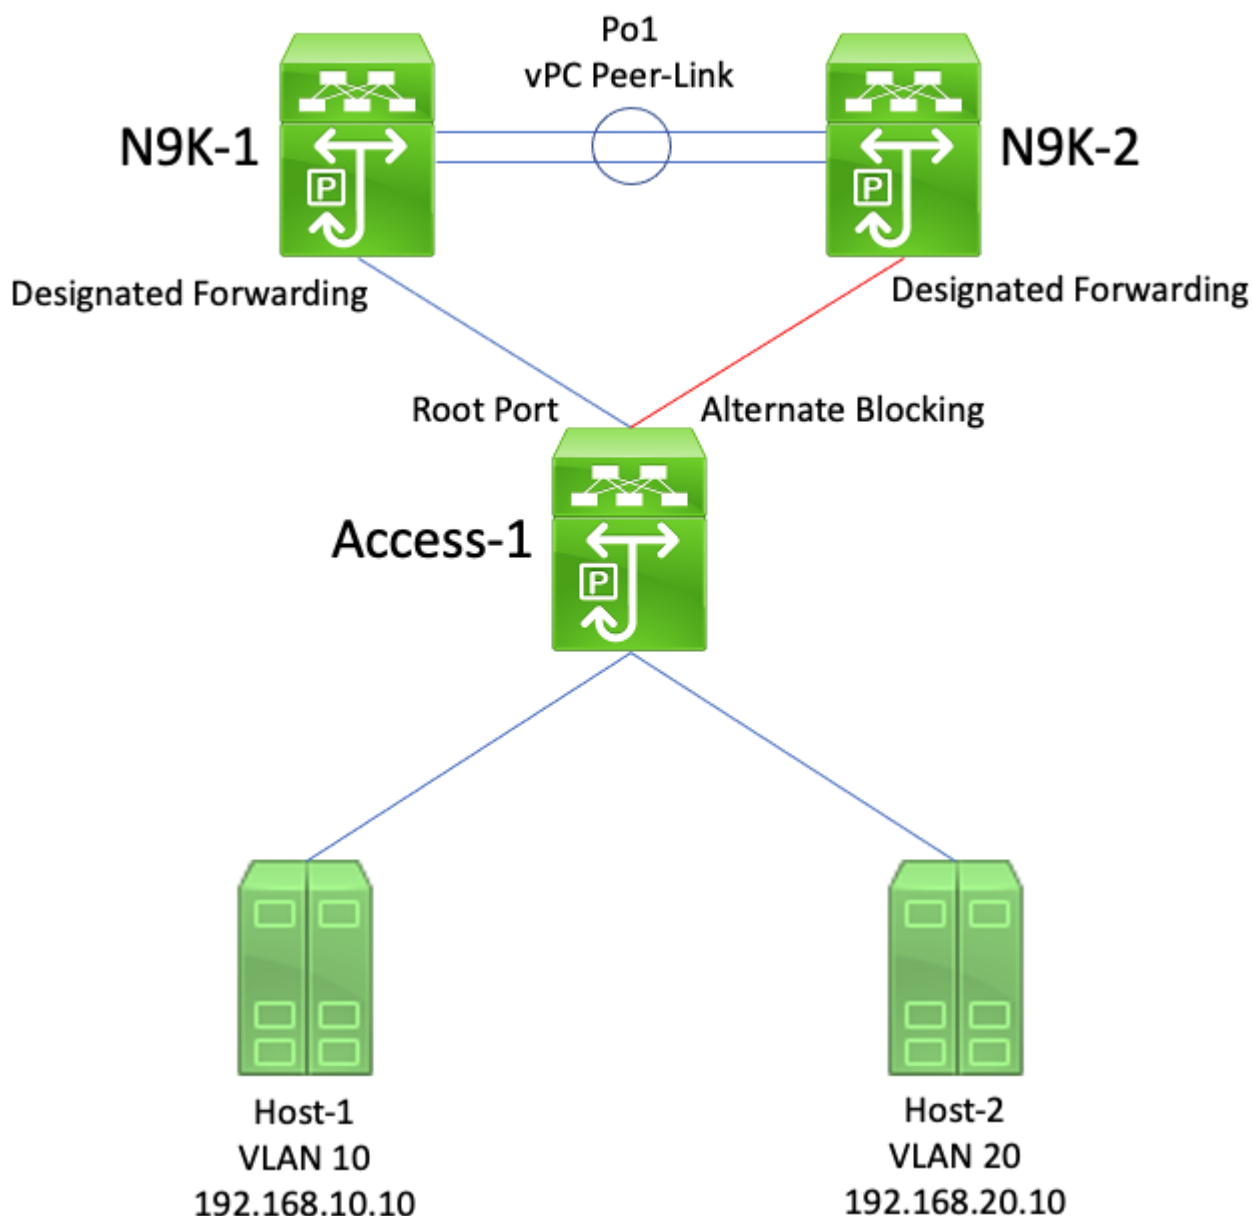 Po1
vPC Peer-Link
N9K-1
N9K-2
P
P
Designated Forwarding
Designated Forwarding
Root Port
Alternate Blocking
Access-1
P
Host-1
VLAN 10
192.168.10.10
Host-2
VLAN 20
192.168.20.10